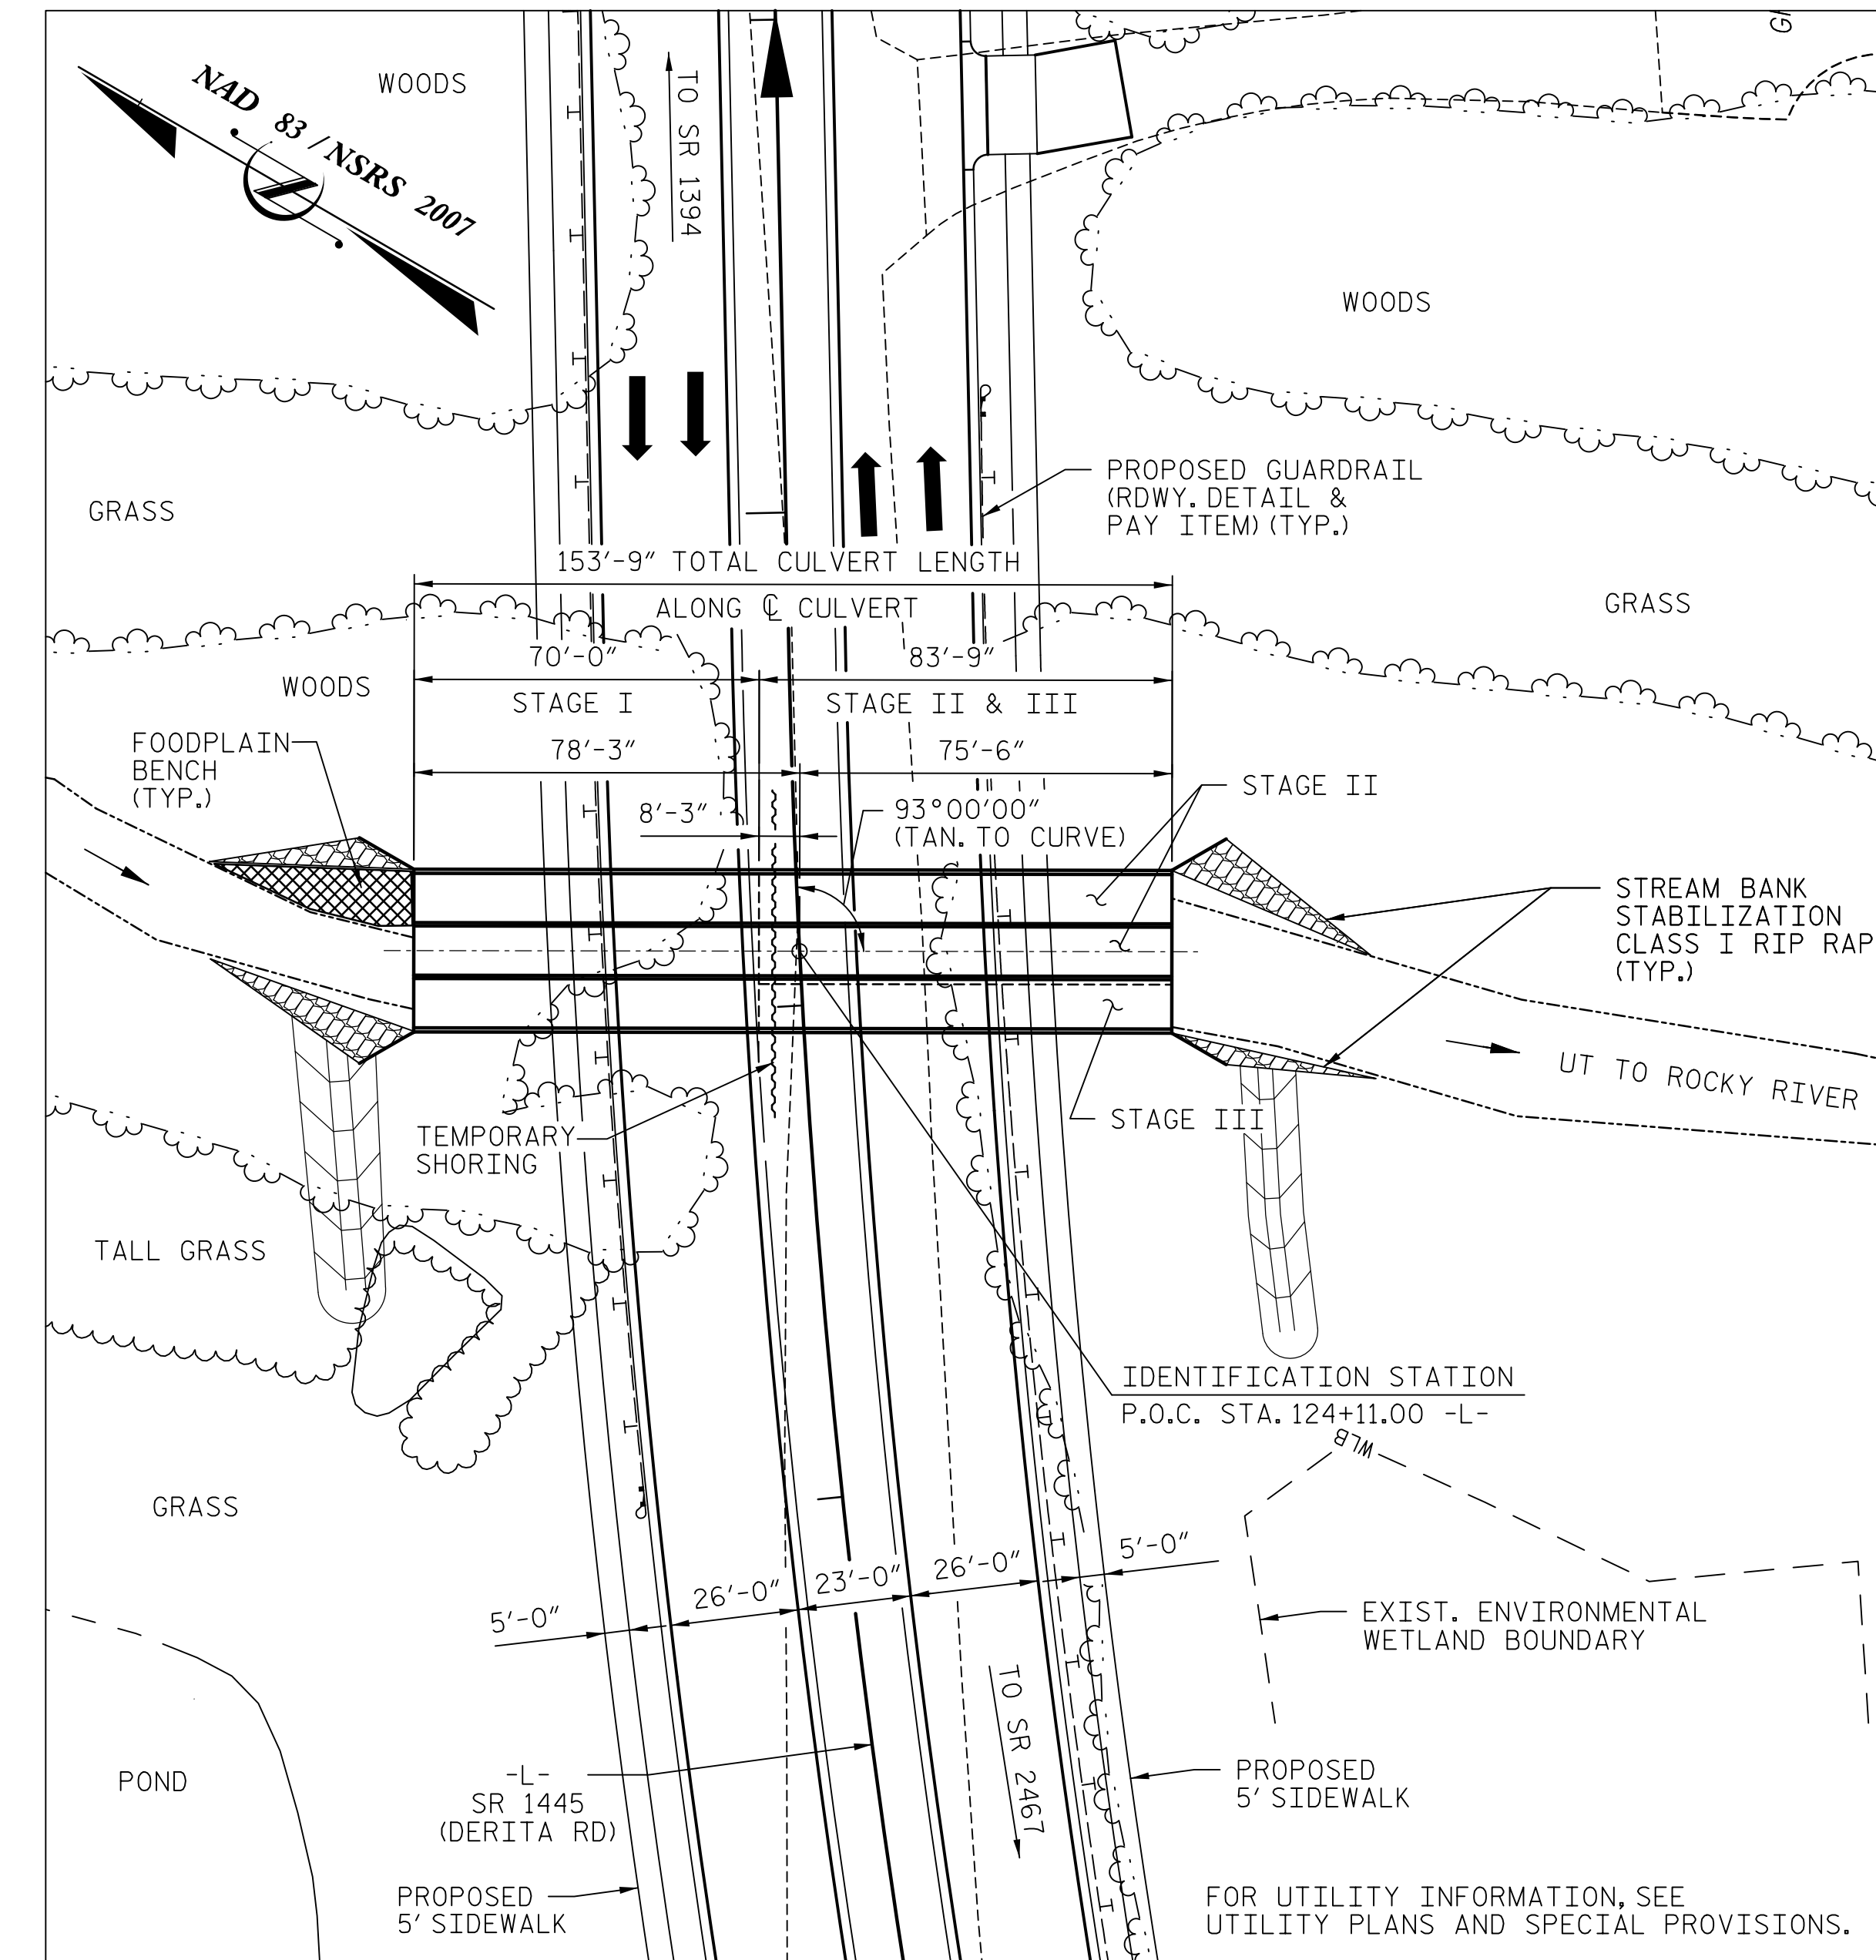 NAD 83 / NSRS 2007
WOODS
TO SR 1394
WOODS
GRASS
PROPOSED GUARDRAIL
(RDWY. DETAIL &
PAY ITEM) (TYP.)
153'-9" TOTAL CULVERT LENGTH
ALONG ℄ CULVERT
GRASS
70'-0"
83'-9"
WOODS
STAGE I
STAGE II & III
FOODPLAIN
BENCH
(TYP.)
78'-3"
75'-6"
STAGE II
8'-3"
93°00'00"
(TAN. TO CURVE)
STREAM BANK
STABILIZATION
CLASS I RIP RAP
(TYP.)
UT TO ROCKY RIVER
STAGE III
TEMPORARY
SHORING
TALL GRASS
IDENTIFICATION STATION
P.O.C. STA. 124+11.00 -L-
WLB
GRASS
5'-0"
26'-0"
23'-0"
26'-0"
5'-0"
EXIST. ENVIRONMENTAL
WETLAND BOUNDARY
TO SR 2467
POND
-L-
SR 1445
(DERITA RD)
PROPOSED
5' SIDEWALK
PROPOSED
5' SIDEWALK
FOR UTILITY INFORMATION, SEE
UTILITY PLANS AND SPECIAL PROVISIONS.